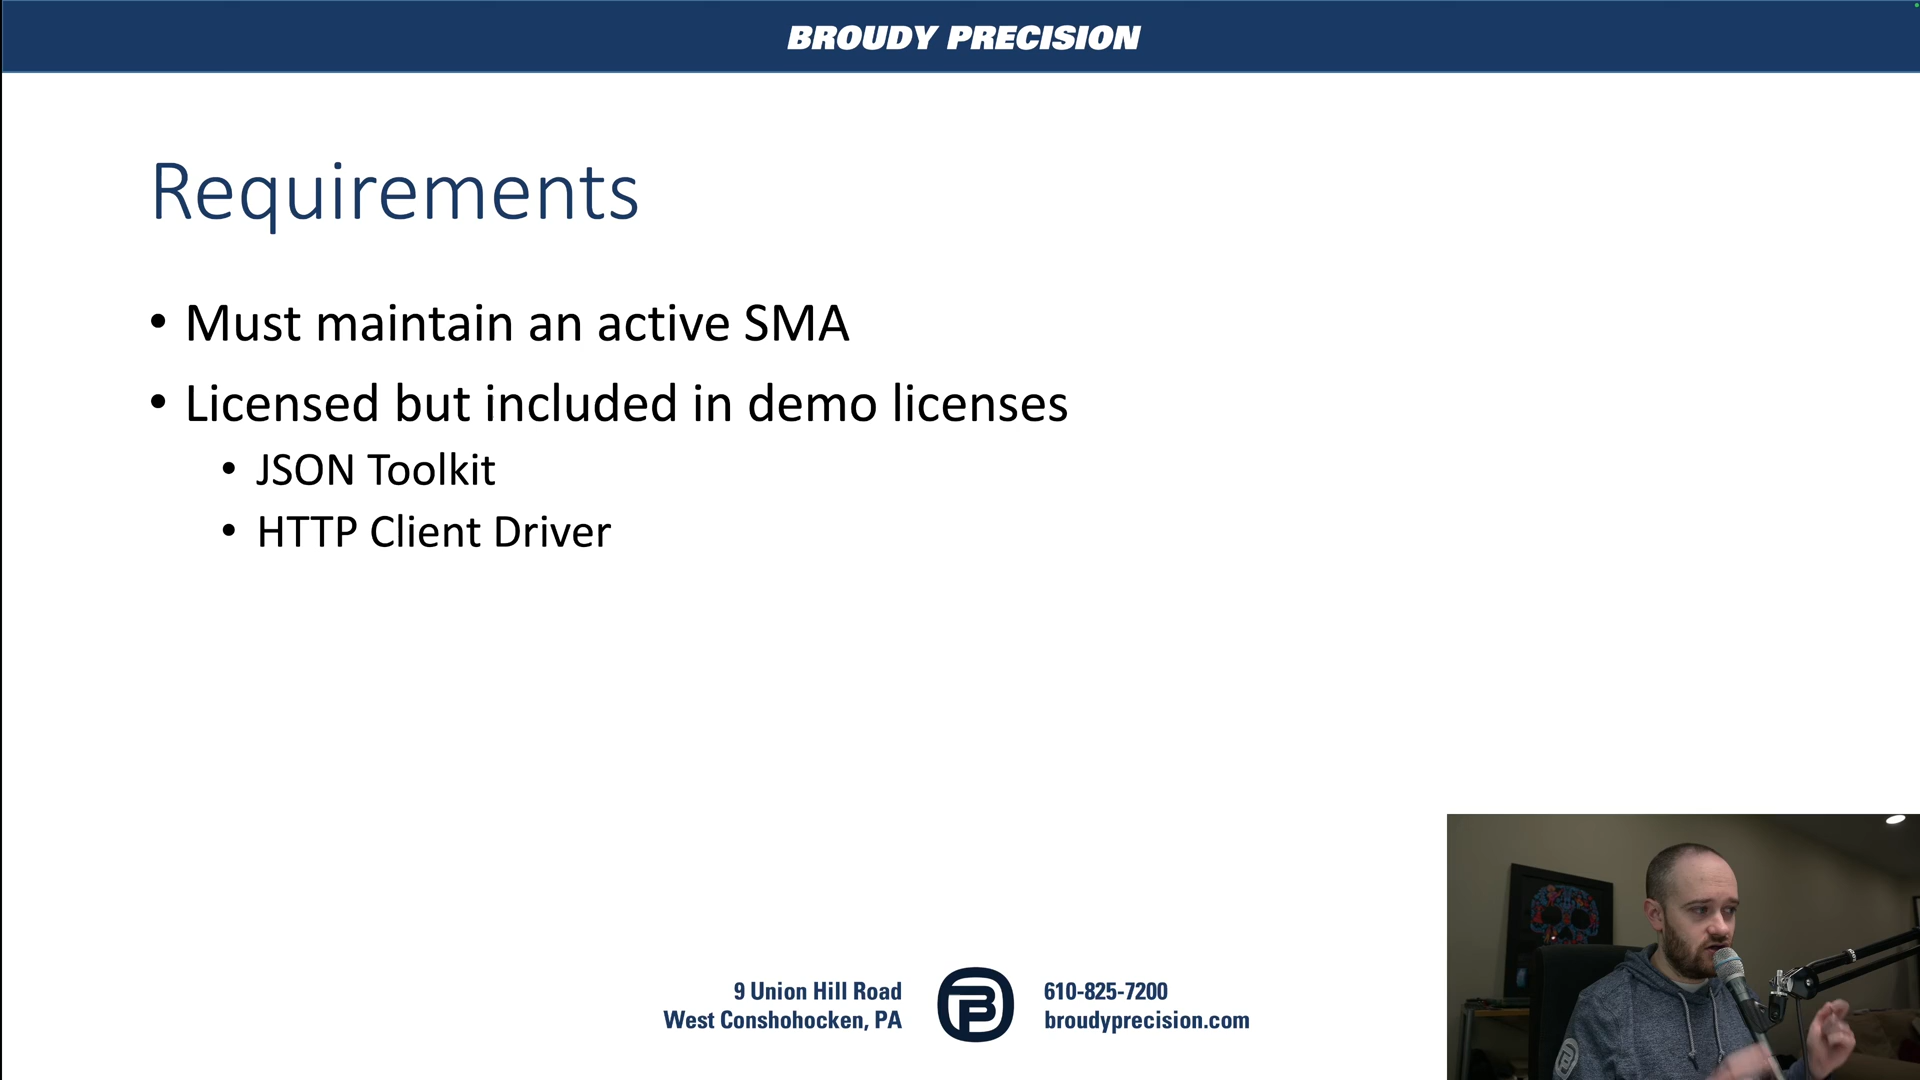 BROUDY PRECISION
Requirements
• Must maintain an active SMA
• Licensed but included in demo licenses
• JSON Toolkit
• HTTP Client Driver
9 Union Hill Road
West Conshohocken, PA
610-825-7200
broudyprecision.com